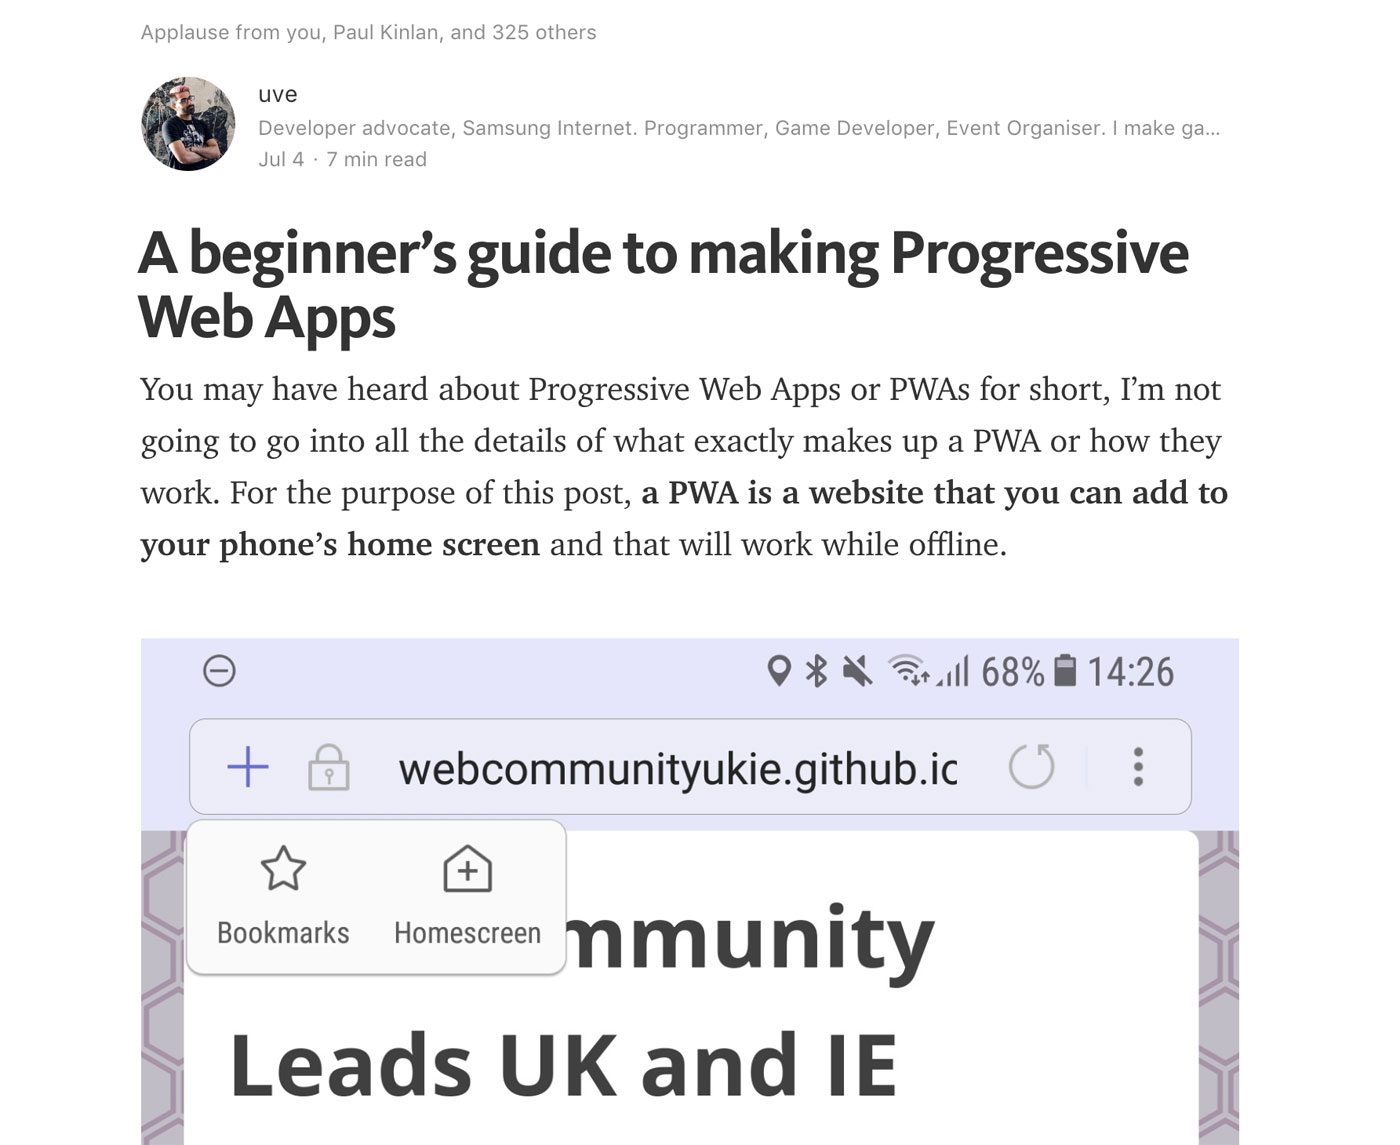 Applause from you, Paul Kinlan, and 325 others
uve
Developer advocate, Samsung Internet. Programmer, Game Developer, Event Organiser. I make ga...
Jul 4 · 7 min read
A beginner’s guide to making Progressive
Web Apps
You may have heard about Progressive Web Apps or PWAs for short, I’m not
going to go into all the details of what exactly makes up a PWA or how they
work. For the purpose of this post, a PWA is a website that you can add to
your phone’s home screen and that will work while offline.
68% 14:26
webcommunityukie.github.io
Bookmarks Homescreen
mmunity
Leads UK and IE